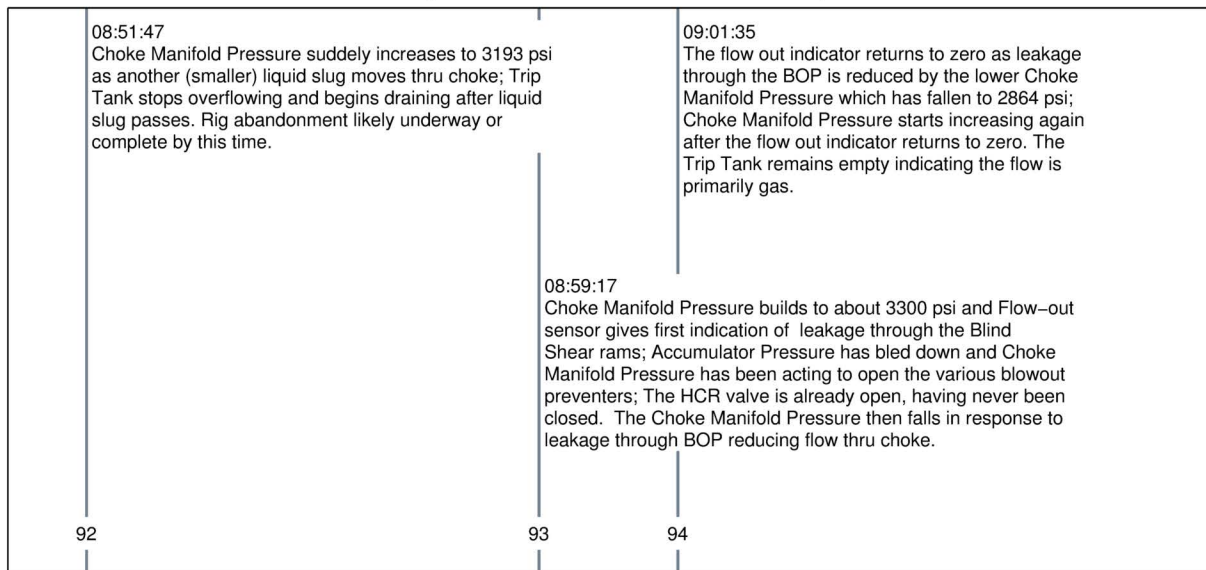 08:51:47
Choke Manifold Pressure suddely increases to 3193 psi
as another (smaller) liquid slug moves thru choke; Trip
Tank stops overflowing and begins draining after liquid
slug passes. Rig abandonment likely underway or
complete by this time.
09:01:35
The flow out indicator returns to zero as leakage
through the BOP is reduced by the lower Choke
Manifold Pressure which has fallen to 2864 psi;
Choke Manifold Pressure starts increasing again
after the flow out indicator returns to zero. The
Trip Tank remains empty indicating the flow is
primarily gas.
08:59:17
Choke Manifold Pressure builds to about 3300 psi and Flow−out
sensor gives first indication of  leakage through the Blind
Shear rams; Accumulator Pressure has bled down and Choke
Manifold Pressure has been acting to open the various blowout
preventers; The HCR valve is already open, having never been
closed.  The Choke Manifold Pressure then falls in response to
leakage through BOP reducing flow thru choke.
92
93
94